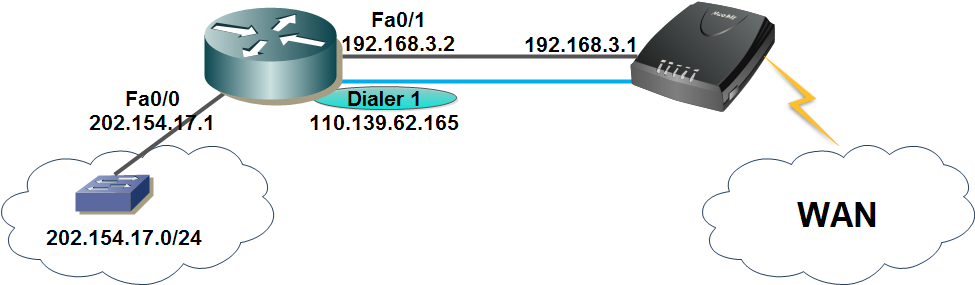 Fa0/1
192.168.3.2
192.168.3.1
Fa0/0
202.154.17.1
Dialer 1
110.139.62.165
202.154.17.0/24
WAN